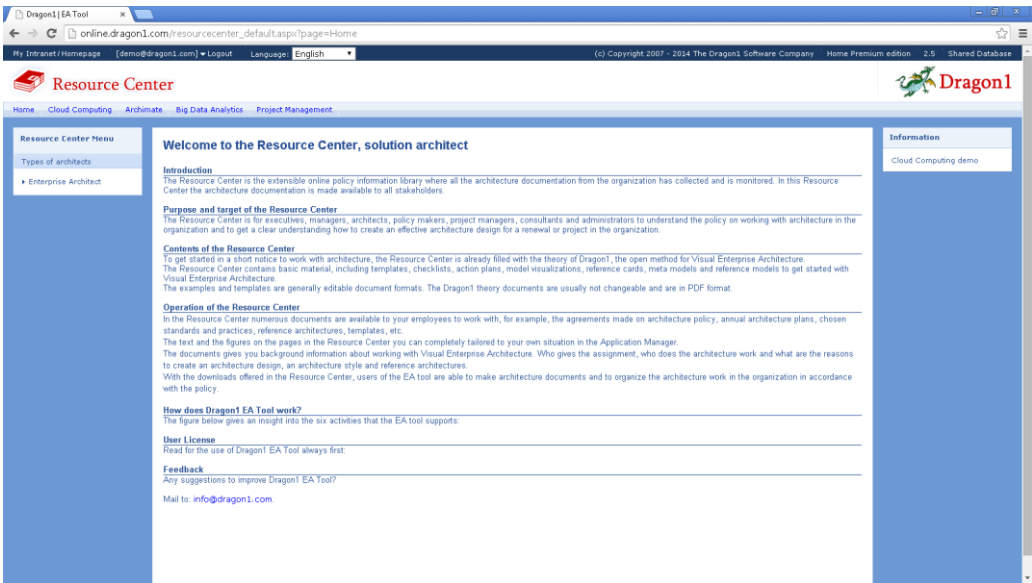 Dragon1 | EA Tool
online.dragon1.com/resourcecenter_default.aspx?page=Home
My Intranet/Homepage [demo@dragon1.com] Logout Language: English (c) Copyright 2007 - 2014 The Dragon1 Software Company Home Premium edition 2.5 Shared Database
Resource Center
Dragon1
Home Cloud Computing Archimate Big Data Analytics Project Management
Resource Center Menu
Types of architects
Enterprise Architect
Welcome to the Resource Center, solution architect
Introduction
The Resource Center is the extensible online policy information library where all the architecture documentation from the organization has collected and is monitored. In this Resource
Center the architecture documentation is made available to all stakeholders.
Purpose and target of the Resource Center
The Resource Center is for executives, managers, architects, policy makers, project managers, consultants and administrators to understand the policy on working with architecture in the
organization and to get a clear understanding how to create an effective architecture design for a renewal or project in the organization.
Contents of the Resource Center
To get started in a short notice to work with architecture, the Resource Center is already filled with the theory of Dragon1, the open method for Visual Enterprise Architecture.
The Resource Center contains basic material, including templates, checklists, action plans, model visualizations, reference cards, meta models and reference models to get started with
Visual Enterprise Architecture.
The examples and templates are generally editable document formats. The Dragon1 theory documents are usually not changeable and are in PDF format.
Operation of the Resource Center
In the Resource Center numerous documents are available to your employees to work with, for example, the agreements made on architecture policy, annual architecture plans, chosen
standards and practices, reference architectures, templates, etc.
The text and the figures on the pages in the Resource Center you can completely tailored to your own situation in the Application Manager.
The documents gives you background information about working with Visual Enterprise Architecture. Who gives the assignment, who does the architecture work and what are the reasons
to create an architecture design, an architecture style and reference architectures.
With the downloads offered in the Resource Center, users of the EA tool are able to make architecture documents and to organize the architecture work in the organization in accordance
with the policy.
How does Dragon1 EA Tool work?
The figure below gives an insight into the six activities that the EA tool supports:
User License
Read for the use of Dragon1 EA Tool always first:
Feedback
Any suggestions to improve Dragon1 EA Tool?
Mail to: info@dragon1.com.
Information
Cloud Computing demo